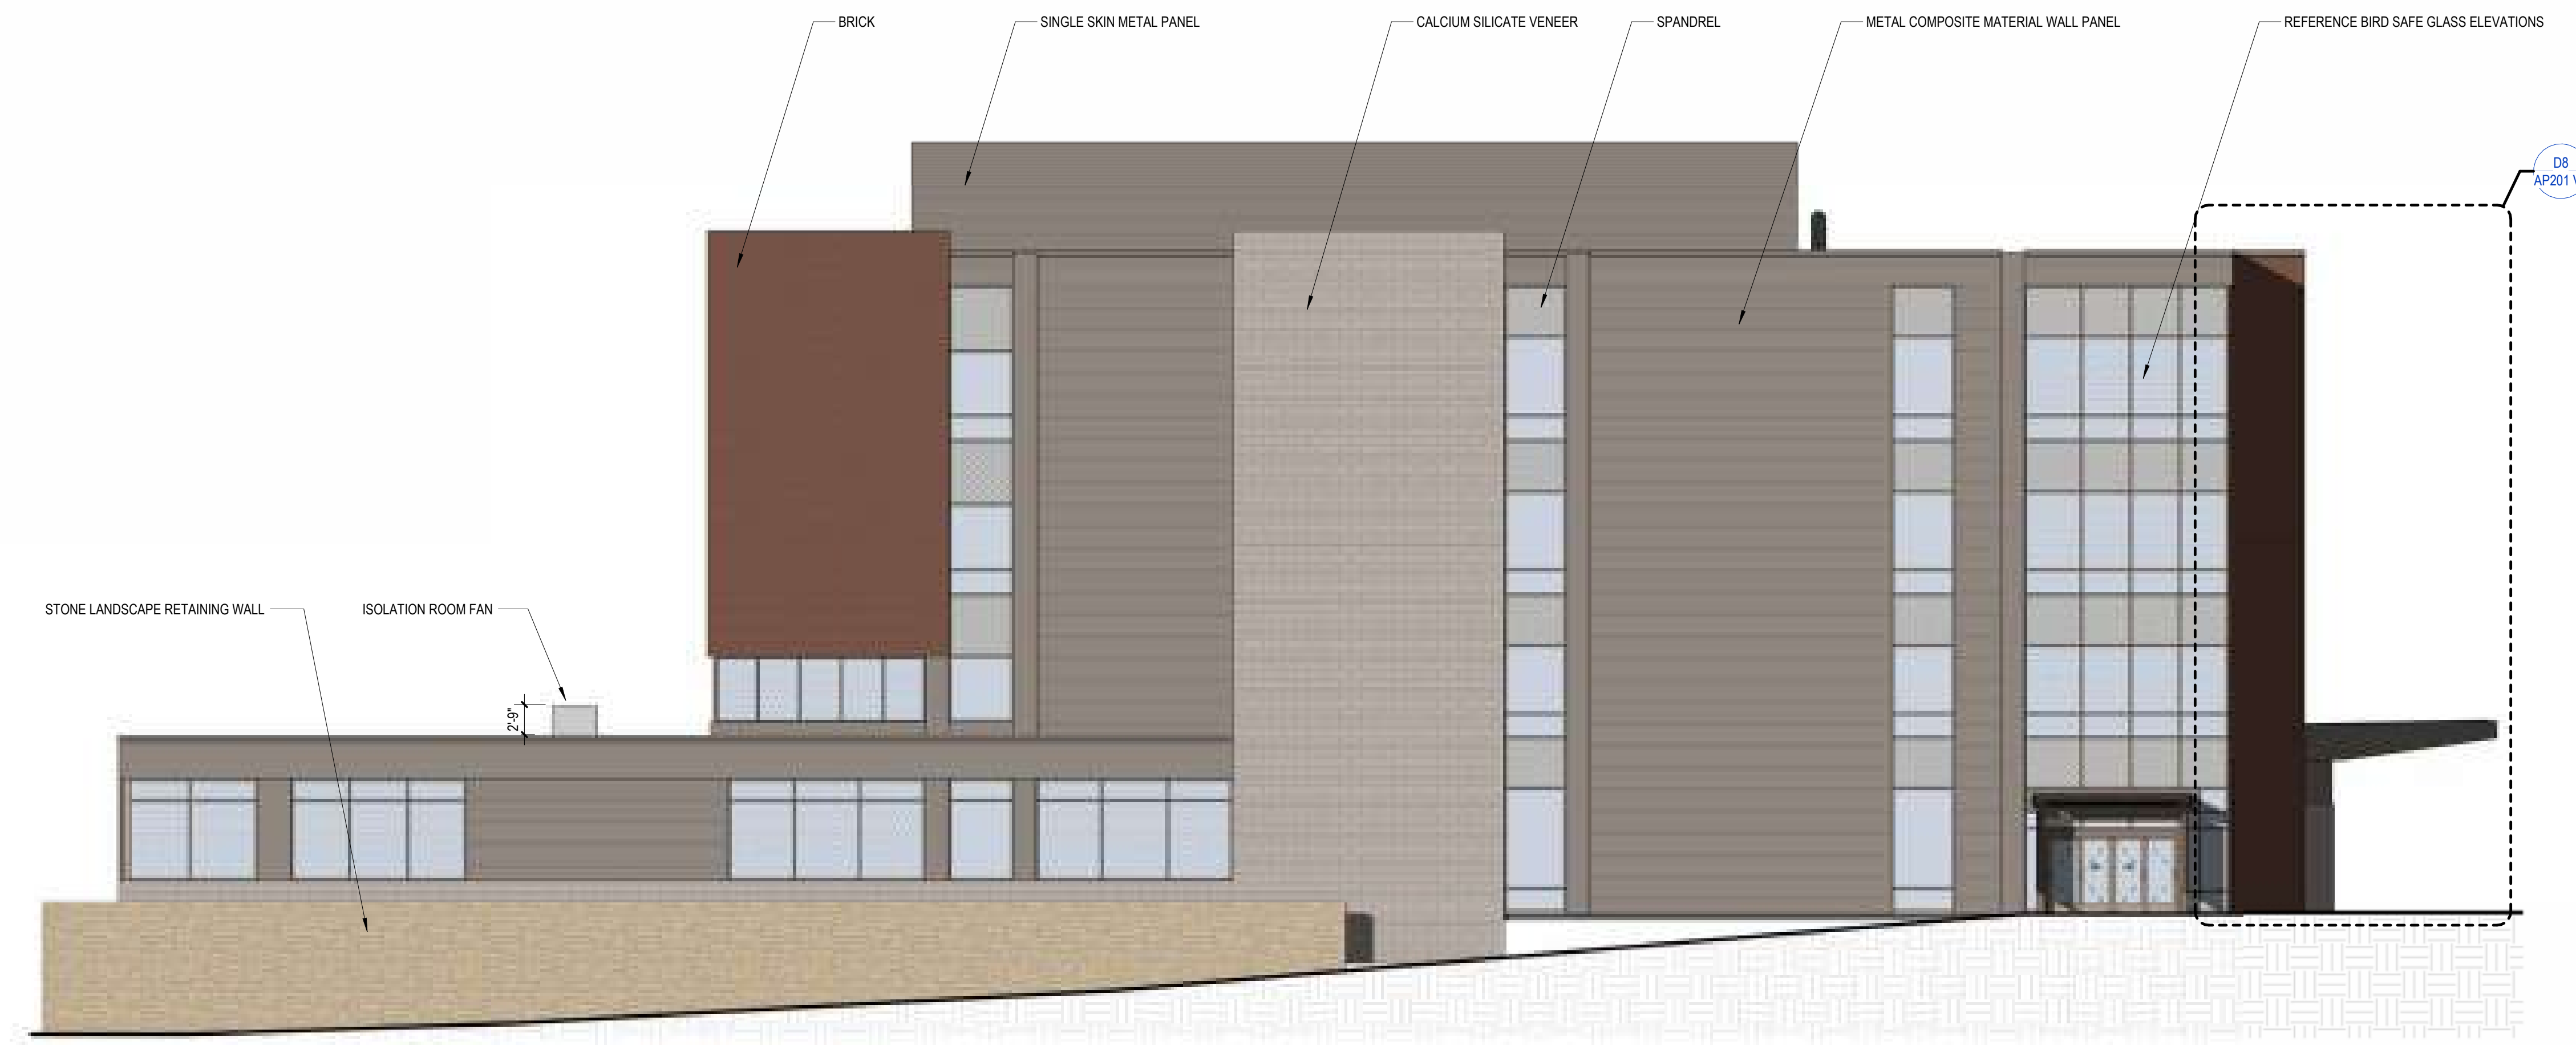 BRICK
SINGLE SKIN METAL PANEL
CALCIUM SILICATE VENEER
SPANDREL
METAL COMPOSITE MATERIAL WALL PANEL
REFERENCE BIRD SAFE GLASS ELEVATIONS
D8
AP201 V
STONE LANDSCAPE RETAINING WALL
ISOLATION ROOM FAN
2'-9"